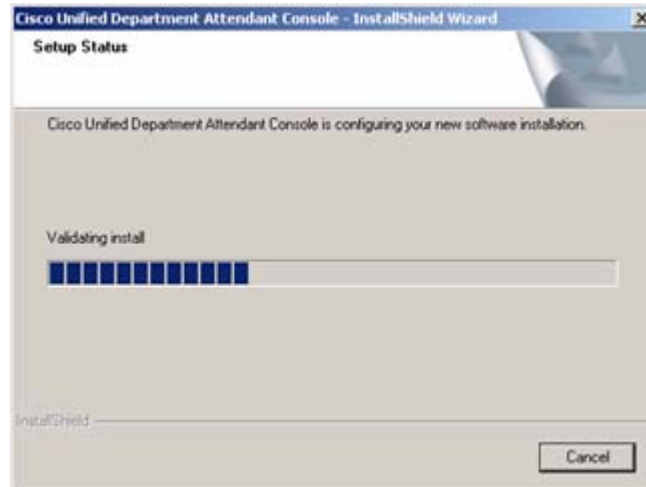 Cisco Unified Department Attendant Console - InstallShield Wizard
Setup Status
Cisco Unified Department Attendant Console is configuring your new software installation.
Validating install
InstallShield
Cancel